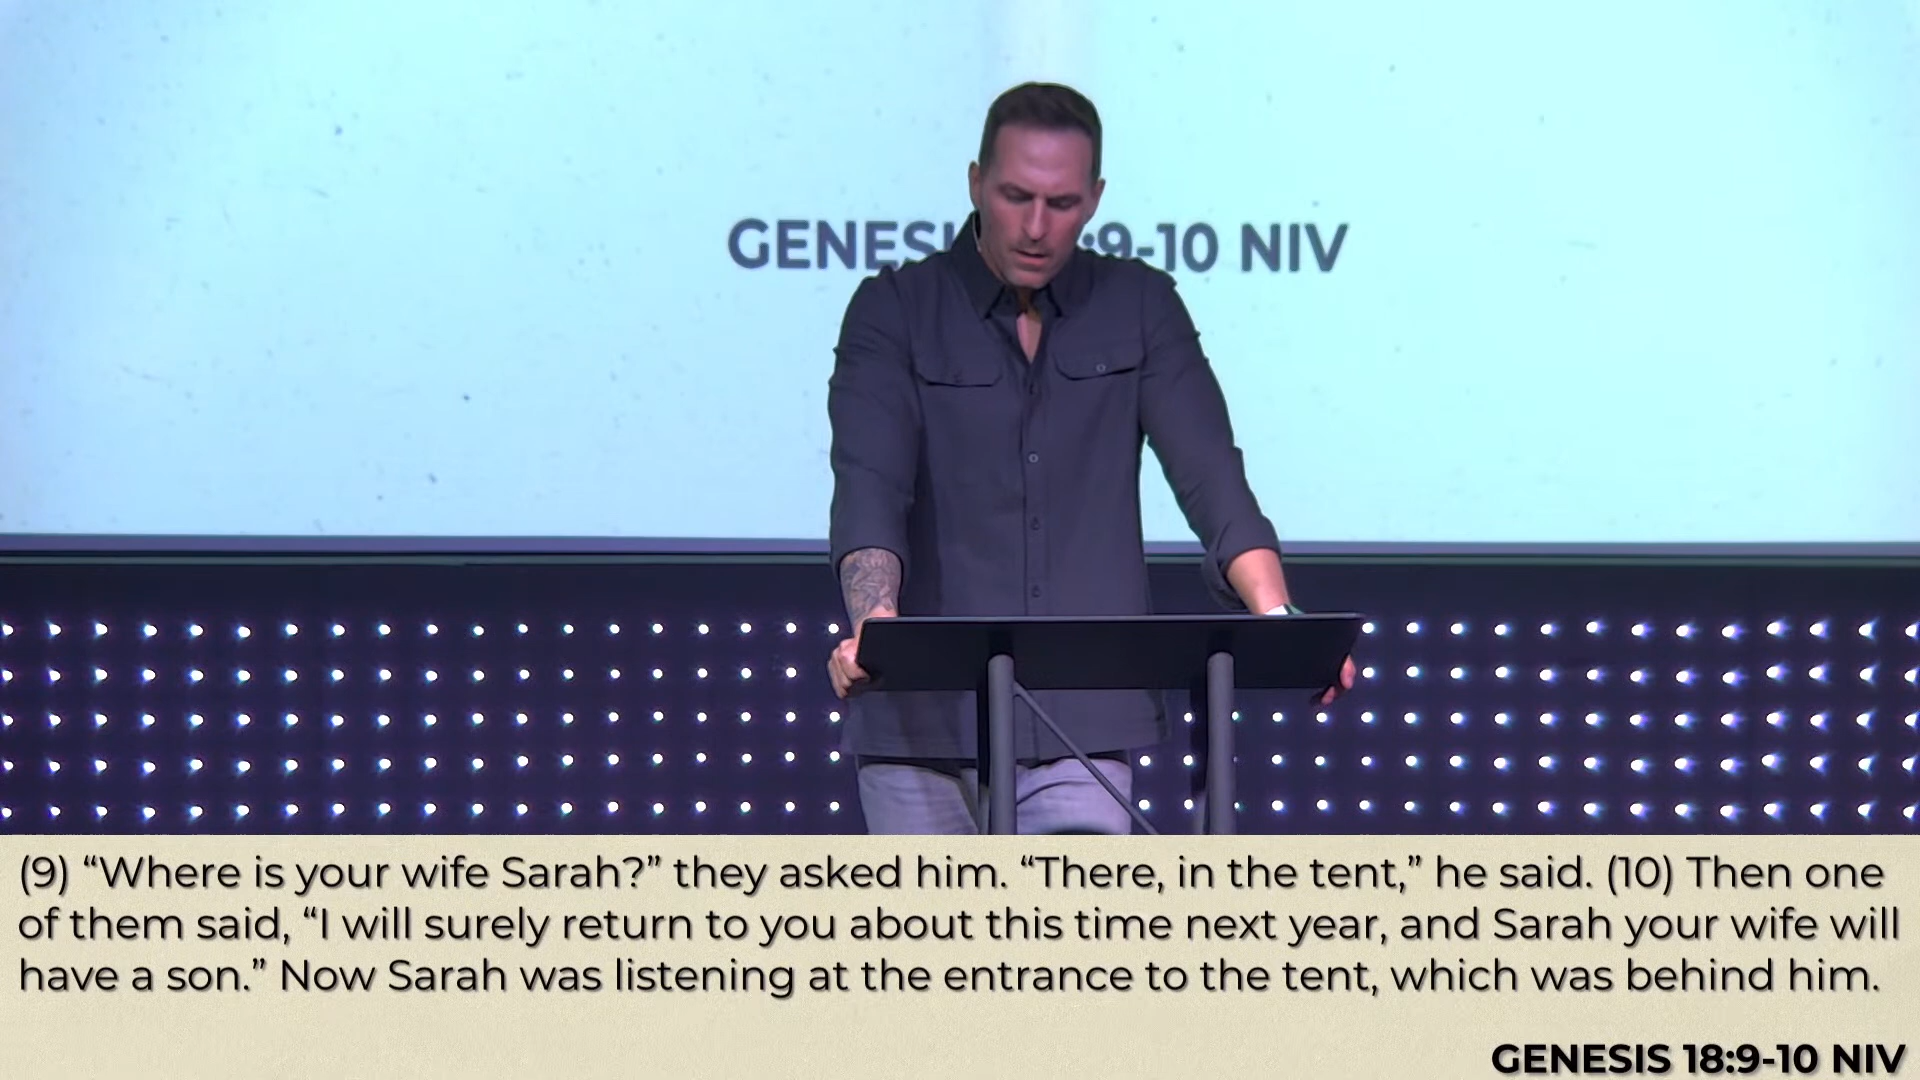 GENESI :9-10 NIV
(9) “Where is your wife Sarah?” they asked him. “There, in the tent,” he said. (10) Then one
of them said, “I will surely return to you about this time next year, and Sarah your wife will
have a son.” Now Sarah was listening at the entrance to the tent, which was behind him.
GENESIS 18:9-10 NIV